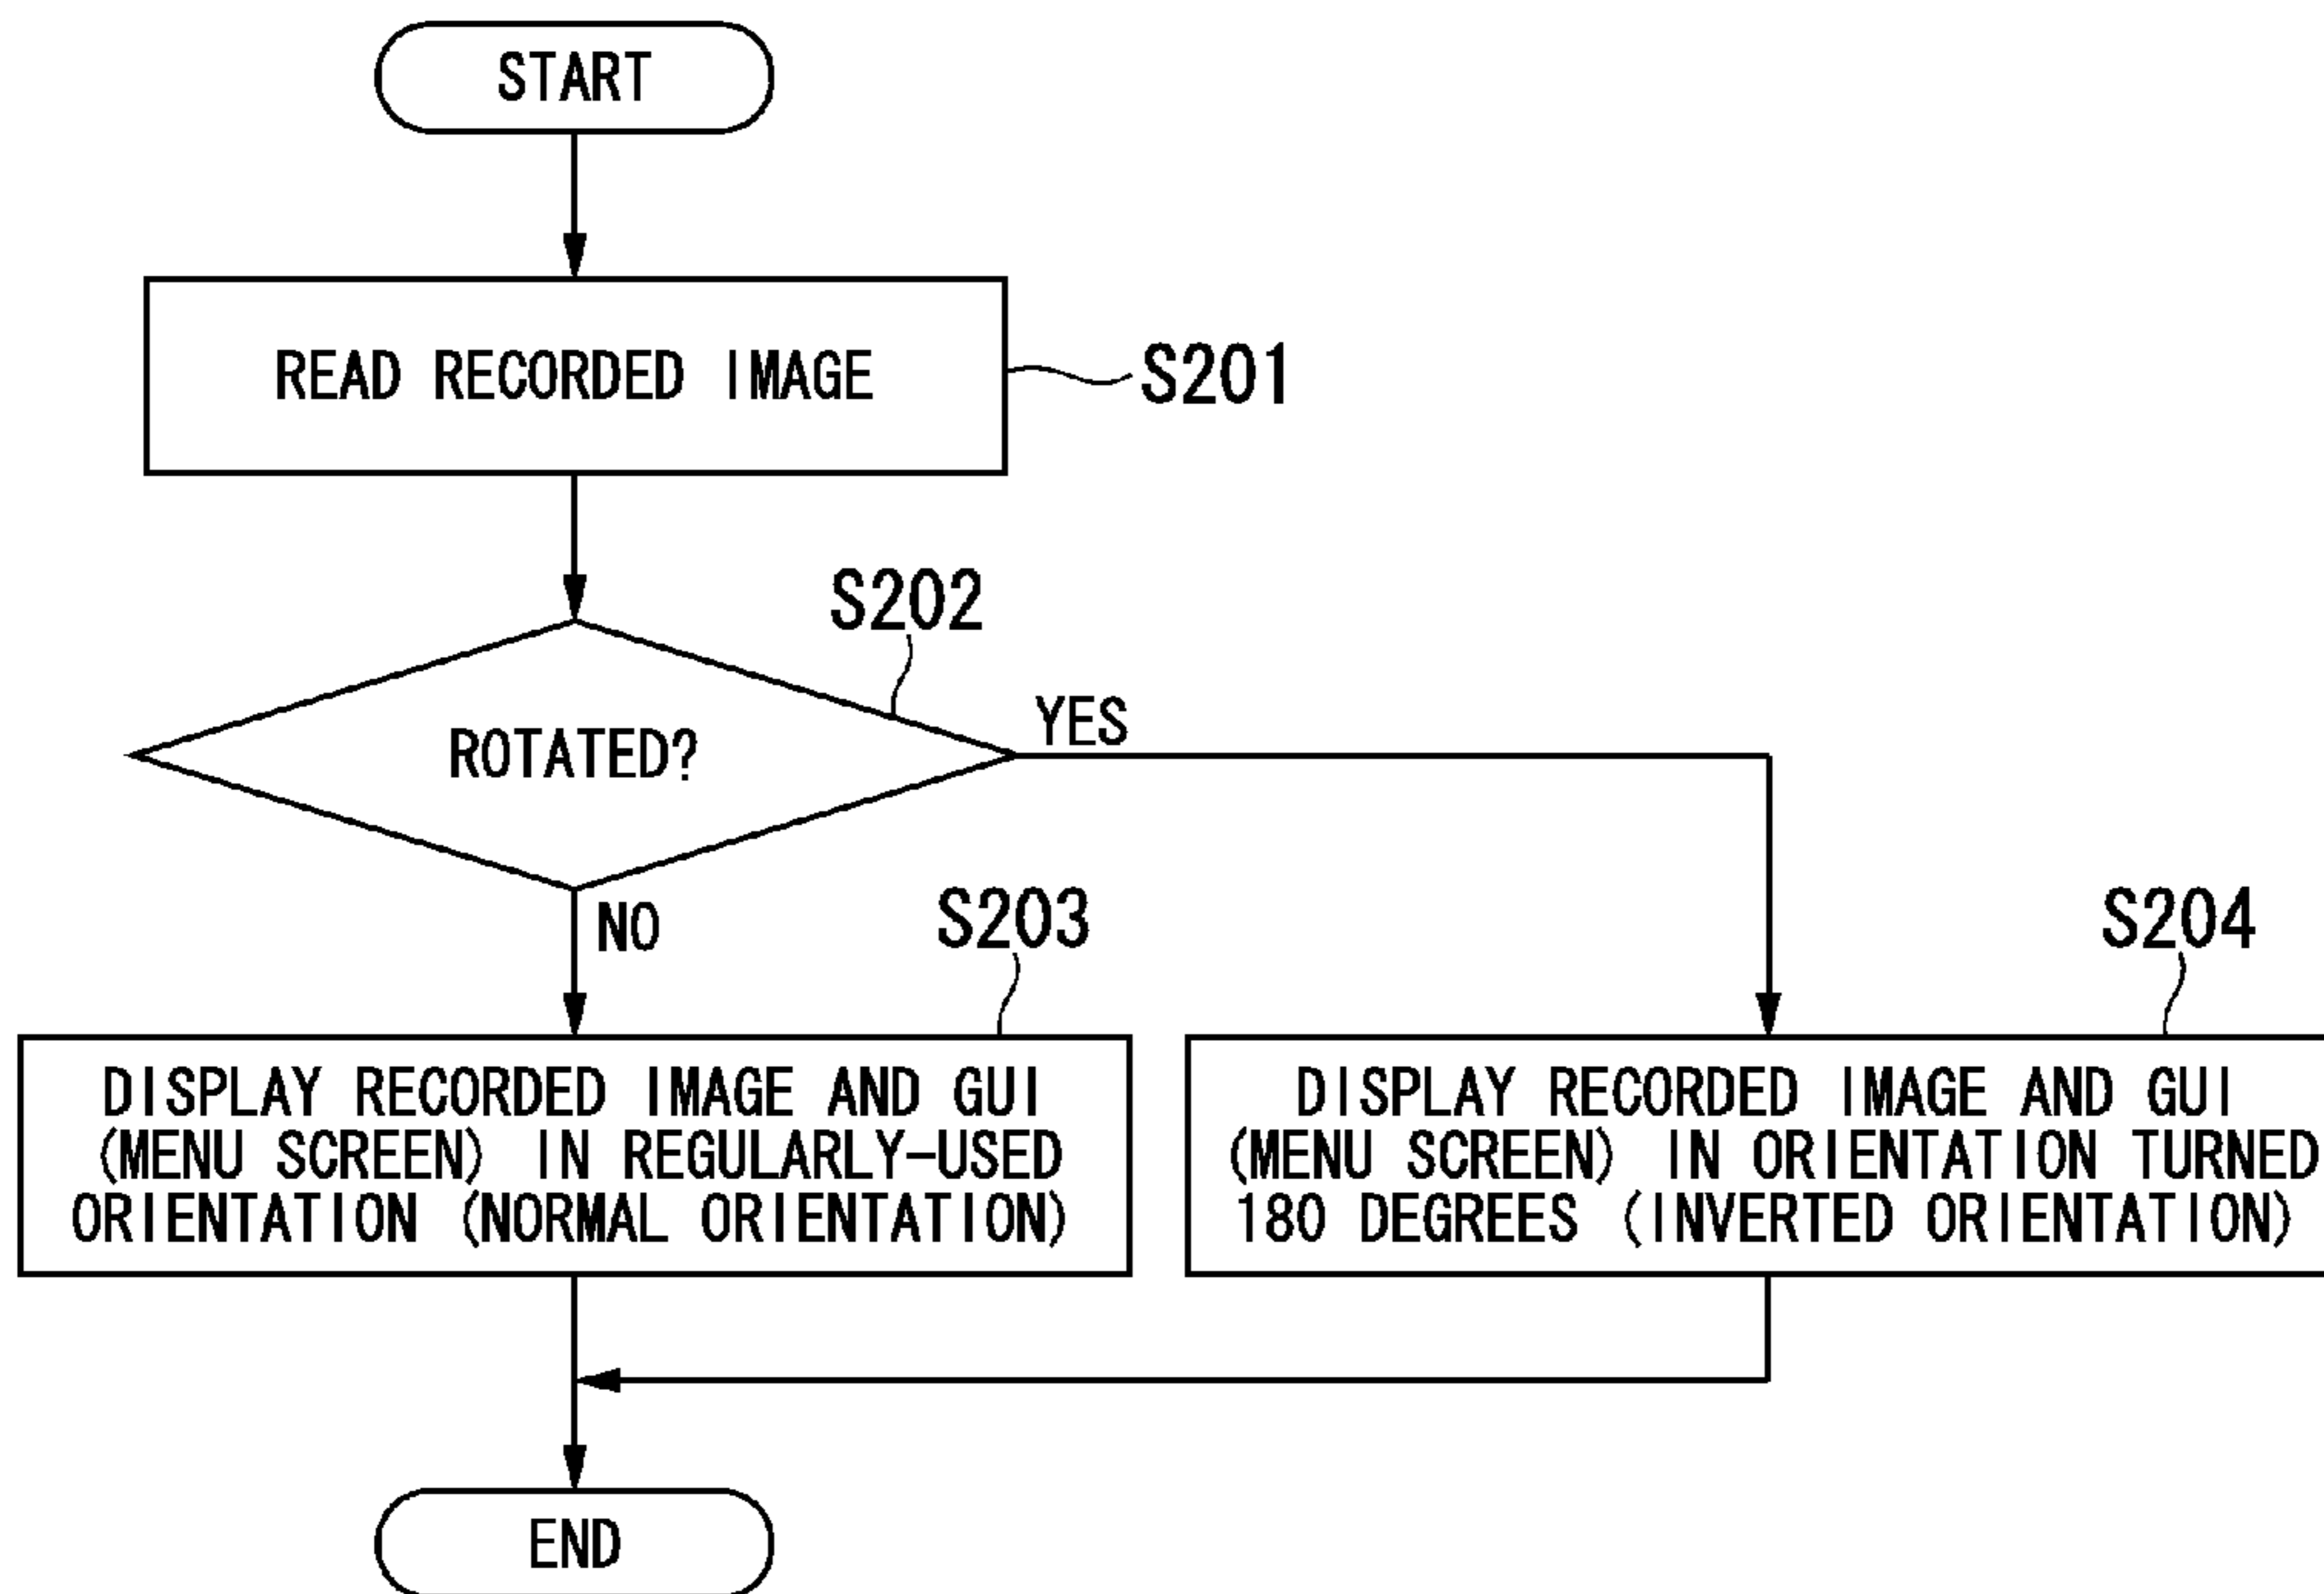 START
READ RECORDED IMAGE
S201
S202
ROTATED?
YES
NO
S203
S204
DISPLAY RECORDED IMAGE AND GUI
(MENU SCREEN) IN REGULARLY-USED
ORIENTATION (NORMAL ORIENTATION)
DISPLAY RECORDED IMAGE AND GUI
(MENU SCREEN) IN ORIENTATION TURNED
180 DEGREES (INVERTED ORIENTATION)
END